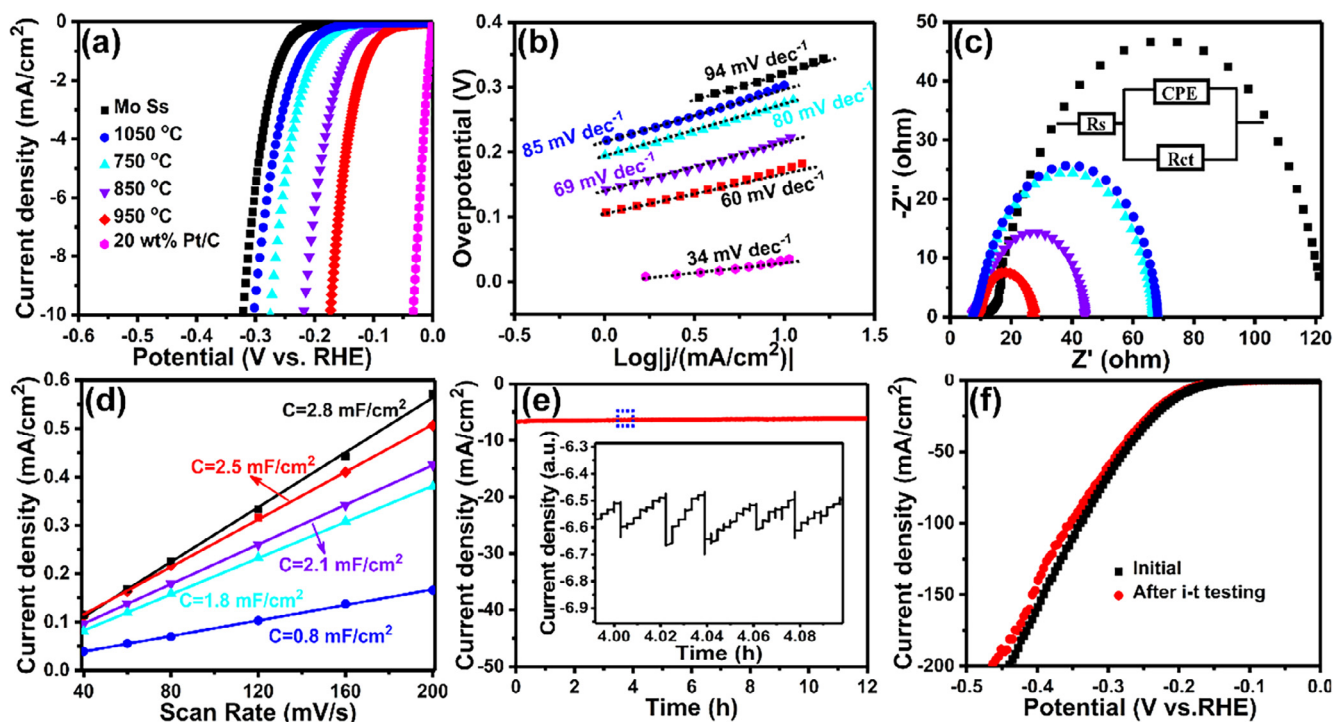 (a)
Current density (mA/cm²)
0
-2
-4
-6
-8
-10
Mo Ss
1050 °C
750 °C
850 °C
950 °C
20 wt% Pt/C
-0.5 -0.4 -0.3 -0.2 -0.1 0.0
Potential (V vs. RHE)
(b)
Overpotential (V)
0.4
0.3
0.2
0.1
0.0
94 mV dec⁻¹
85 mV dec⁻¹
80 mV dec⁻¹
69 mV dec⁻¹
60 mV dec⁻¹
34 mV dec⁻¹
-0.5 0.0 0.5 1.0 1.5
Log|j/(mA/cm²)|
(c)
-Z'' (ohm)
50
40
30
20
10
0
CPE
Rs
Rct
0 20 40 60 80 100 120
Z' (ohm)
(d)
Current density (mA/cm²)
0.6
0.5
0.4
0.3
0.2
0.1
0.0
C=2.8 mF/cm²
C=2.5 mF/cm²
C=2.1 mF/cm²
C=1.8 mF/cm²
C=0.8 mF/cm²
40 80 120 160 200
Scan Rate (mV/s)
(e)
Current density (mA/cm²)
0
-10
-20
-30
-40
-50
Current density (a.u.)
-6.3
-6.4
-6.5
-6.6
-6.7
-6.8
-6.9
4.00 4.02 4.04 4.06 4.08
Time (h)
0 2 4 6 8 10 12
Time (h)
(f)
Current density (mA/cm²)
0
-50
-100
-150
-200
Initial
After i-t testing
-0.5 -0.4 -0.3 -0.2 -0.1 0.0
Potential (V vs.RHE)